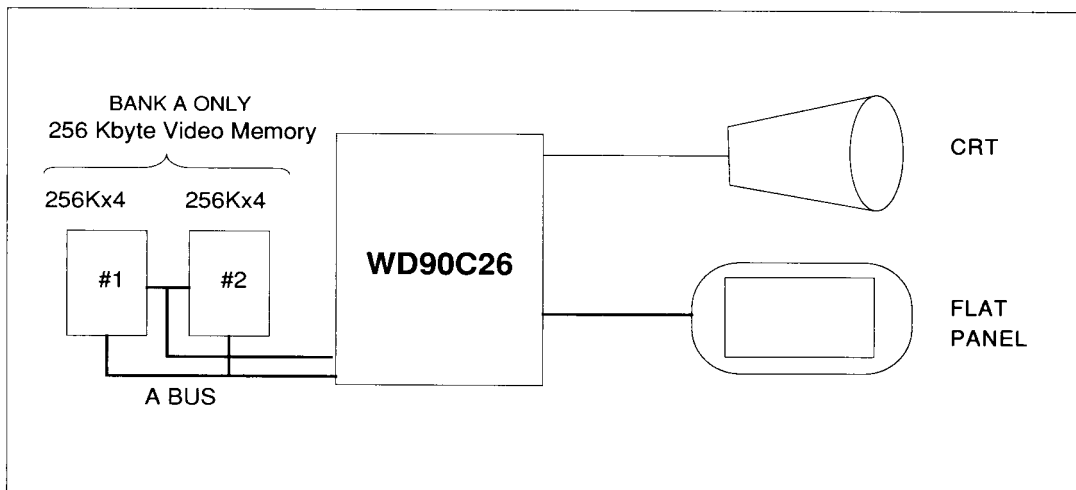 BANK A ONLY
256 Kbyte Video Memory
256Kx4 256Kx4
#1 #2
A BUS
WD90C26
CRT
FLAT
PANEL